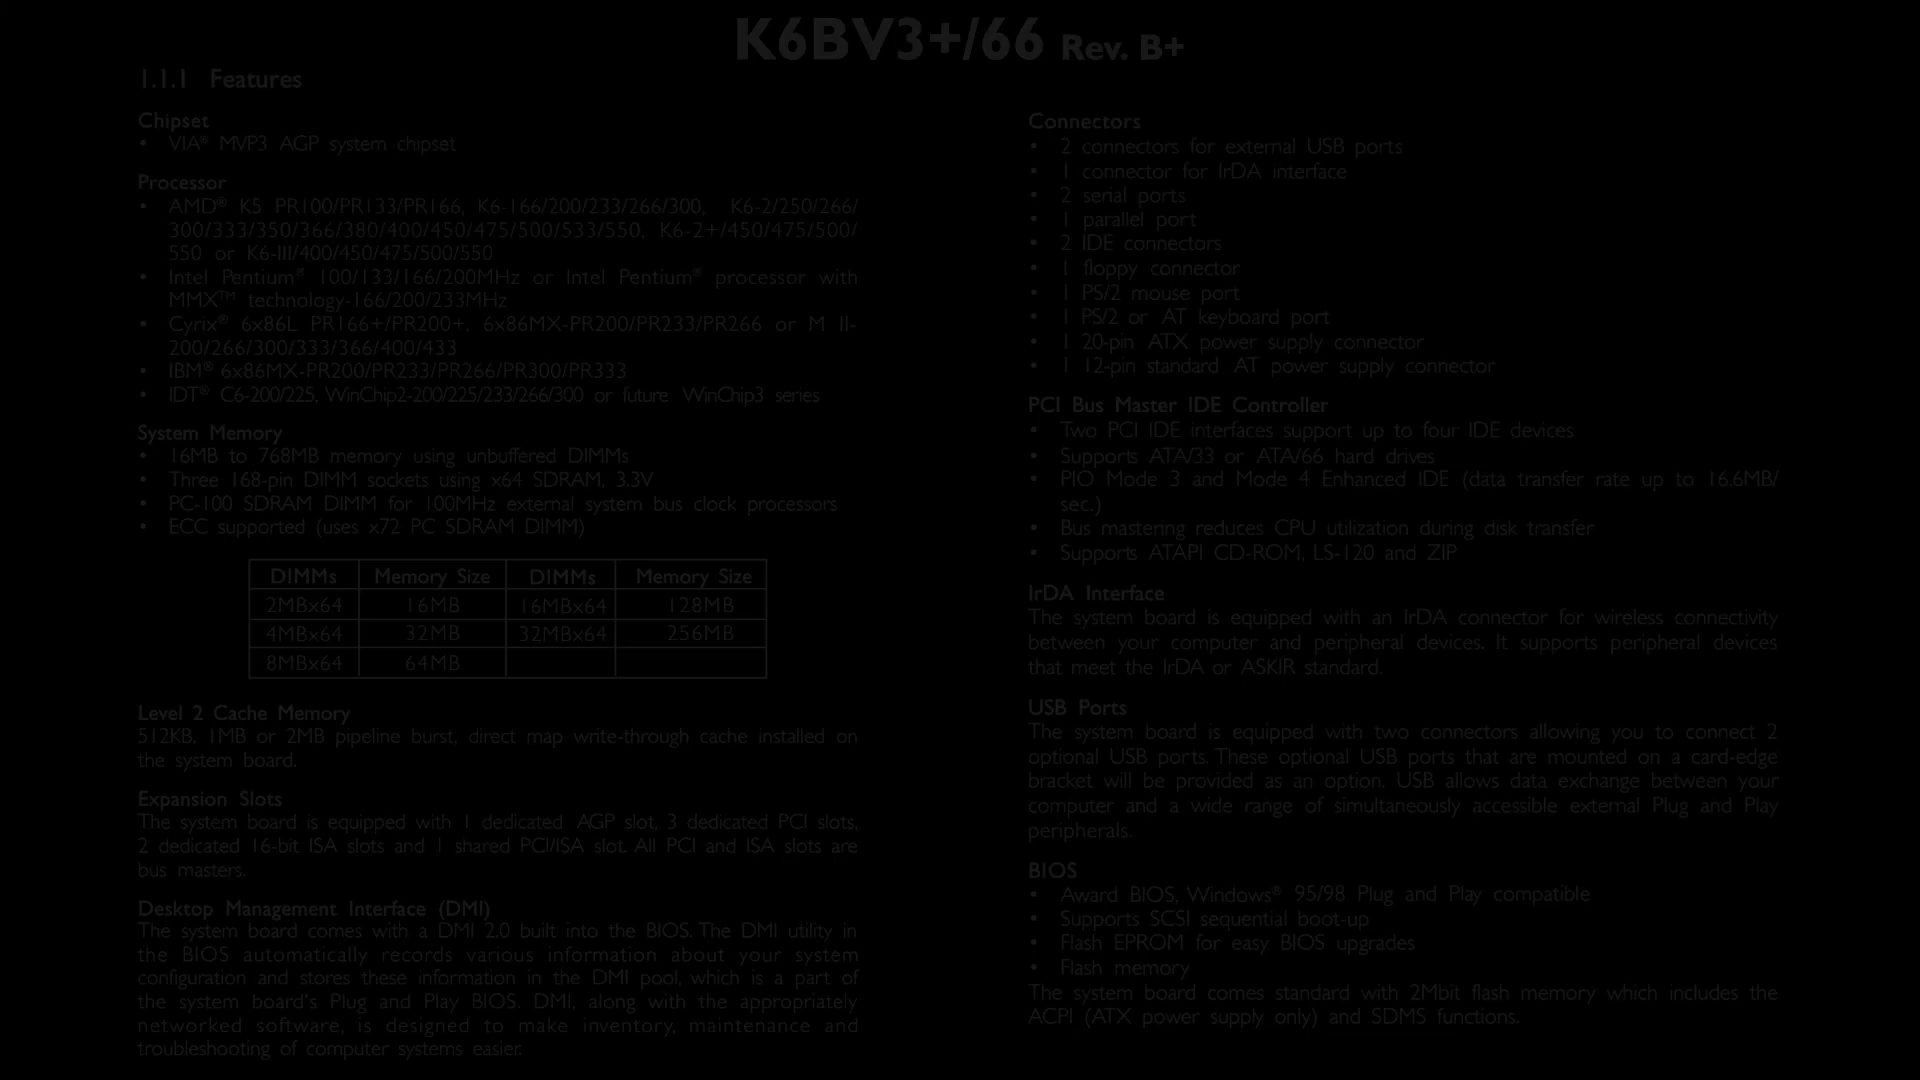 K6BV3+/66 Rev. B+
1.1.1 Features
Chipset
• VIA® MVP3 AGP system chipset
Processor
• AMD® K5 PR100/PR133/PR166, K6-166/200/233/266/300, K6-2/250/266/
300/333/350/366/380/400/450/475/500/533/550, K6-2+/450/475/500/
550 or K6-III/400/450/475/500/550
• Intel Pentium® 100/133/166/200MHz or Intel Pentium® processor with
MMX™ technology-166/200/233MHz
• Cyrix® 6x86L PR166+/PR200+, 6x86MX-PR200/PR233/PR266 or M II-
200/266/300/333/366/400/433
• IBM® 6x86MX-PR200/PR233/PR266/PR300/PR333
• IDT® C6-200/225, WinChip2-200/225/233/266/300 or future WinChip3 series
System Memory
• 16MB to 768MB memory using unbuffered DIMMs
• Three 168-pin DIMM sockets using x64 SDRAM, 3.3V
• PC-100 SDRAM DIMM for 100MHz external system bus clock processors
• ECC supported (uses x72 PC SDRAM DIMM)
DIMMs Memory Size DIMMs Memory Size
2MBx64 16MB 16MBx64 128MB
4MBx64 32MB 32MBx64 256MB
8MBx64 64MB
Level 2 Cache Memory
512KB, 1MB or 2MB pipeline burst, direct map write-through cache installed on
the system board.
Expansion Slots
The system board is equipped with 1 dedicated AGP slot, 3 dedicated PCI slots,
2 dedicated 16-bit ISA slots and 1 shared PCI/ISA slot. All PCI and ISA slots are
bus masters.
Desktop Management Interface (DMI)
The system board comes with a DMI 2.0 built into the BIOS. The DMI utility in
the BIOS automatically records various information about your system
configuration and stores these information in the DMI pool, which is a part of
the system board's Plug and Play BIOS. DMI, along with the appropriately
networked software, is designed to make inventory, maintenance and
troubleshooting of computer systems easier.
Connectors
• 2 connectors for external USB ports
• 1 connector for IrDA interface
• 2 serial ports
• 1 parallel port
• 2 IDE connectors
• 1 floppy connector
• 1 PS/2 mouse port
• 1 PS/2 or AT keyboard port
• 1 20-pin ATX power supply connector
• 1 12-pin standard AT power supply connector
PCI Bus Master IDE Controller
• Two PCI IDE interfaces support up to four IDE devices
• Supports ATA/33 or ATA/66 hard drives
• PIO Mode 3 and Mode 4 Enhanced IDE (data transfer rate up to 16.6MB/
sec.)
• Bus mastering reduces CPU utilization during disk transfer
• Supports ATAPI CD-ROM, LS-120 and ZIP
IrDA Interface
The system board is equipped with an IrDA connector for wireless connectivity
between your computer and peripheral devices. It supports peripheral devices
that meet the IrDA or ASKIR standard.
USB Ports
The system board is equipped with two connectors allowing you to connect 2
optional USB ports. These optional USB ports that are mounted on a card-edge
bracket will be provided as an option. USB allows data exchange between your
computer and a wide range of simultaneously accessible external Plug and Play
peripherals.
BIOS
• Award BIOS, Windows® 95/98 Plug and Play compatible
• Supports SCSI sequential boot-up
• Flash EPROM for easy BIOS upgrades
• Flash memory
The system board comes standard with 2Mbit flash memory which includes the
ACPI (ATX power supply only) and SDMS functions.